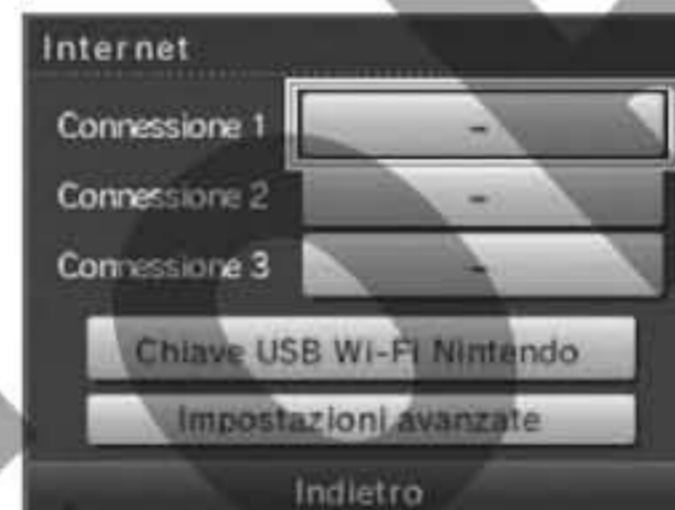 Internet
Connessione 1 -
Connessione 2 -
Connessione 3 -
Chiave USB Wi-Fi Nintendo
Impostazioni avanzate
Indietro